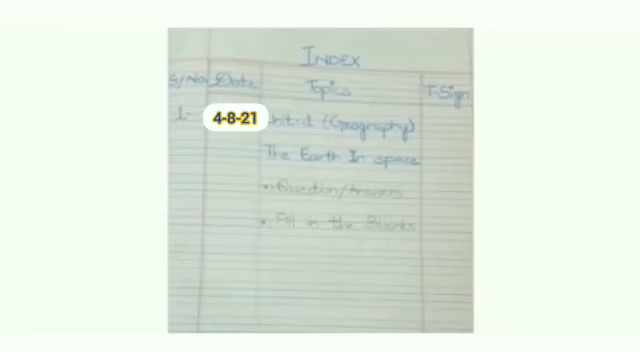 INDEX
S/No Date Topics T-Sign
1- 4-8-21 Unit-1 (Geography)
The Earth In space
* Question/Answers
* Fill in the Blanks